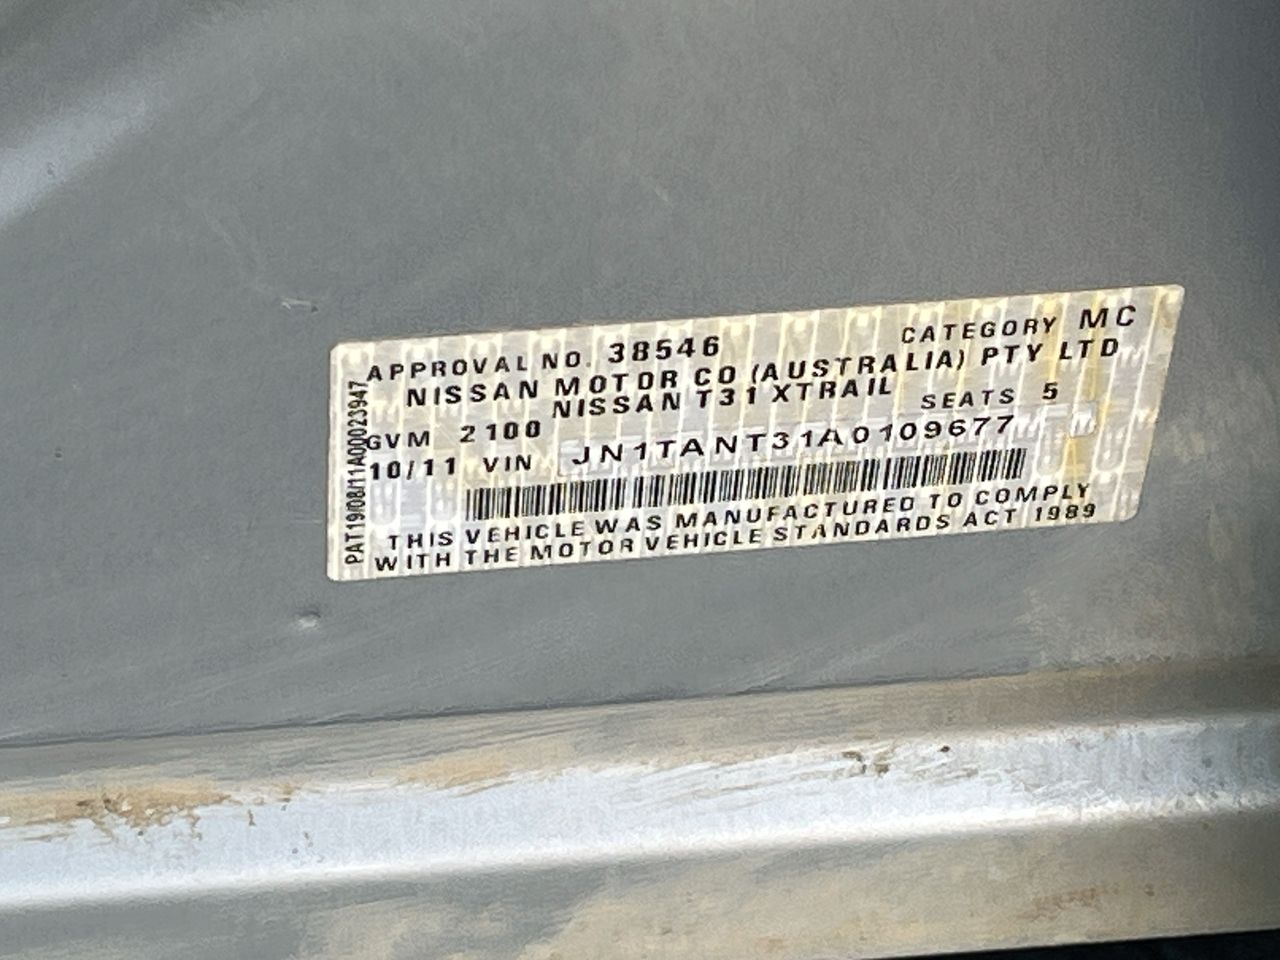 APPROVAL NO. 38546 CATEGORY MC
NISSAN MOTOR CO (AUSTRALIA) PTY LTD
NISSAN T31 XTRAIL
GVM 2100 SEATS 5
10/11 VIN JN1TANT31A0109677
THIS VEHICLE WAS MANUFACTURED TO COMPLY
WITH THE MOTOR VEHICLE STANDARDS ACT 1989
PAT19/08/11A00023947